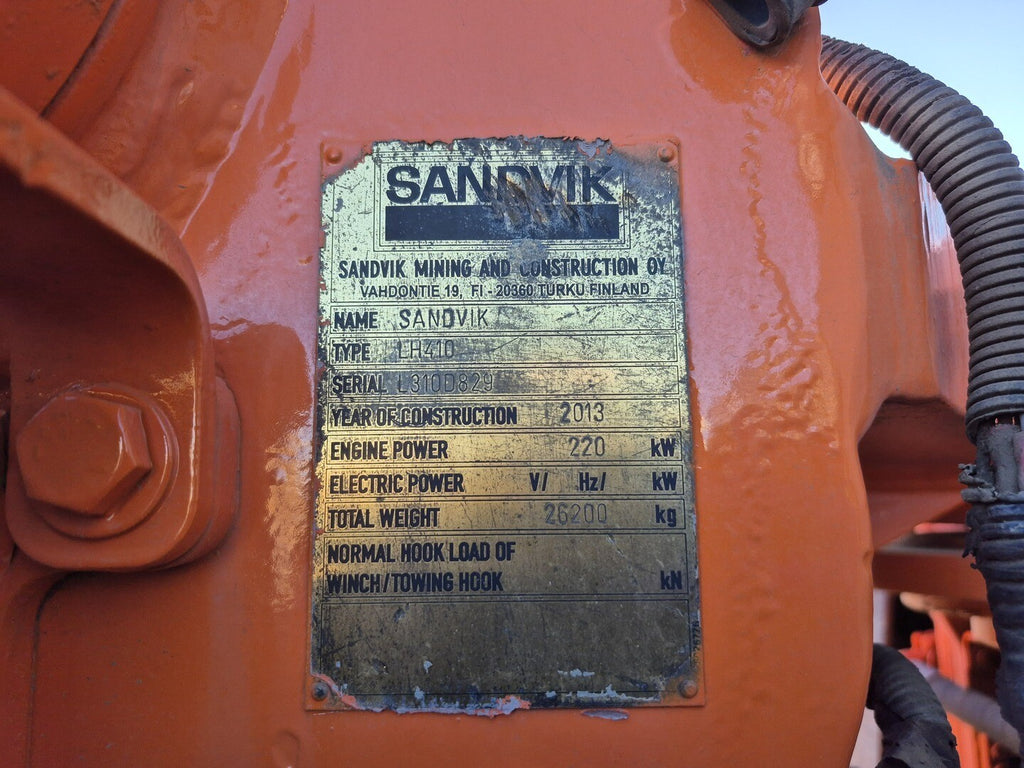 SANDVIK
SANDVIK MINING AND CONSTRUCTION OY
VAHDONTIE 19, FI - 20360 TURKU FINLAND
NAME SANDVIK
TYPE LH410
SERIAL L310D829
YEAR OF CONSTRUCTION 2013
ENGINE POWER 220 kW
ELECTRIC POWER V/ Hz/ kW
TOTAL WEIGHT 26200 kg
NORMAL HOOK LOAD OF
WINCH/TOWING HOOK kN